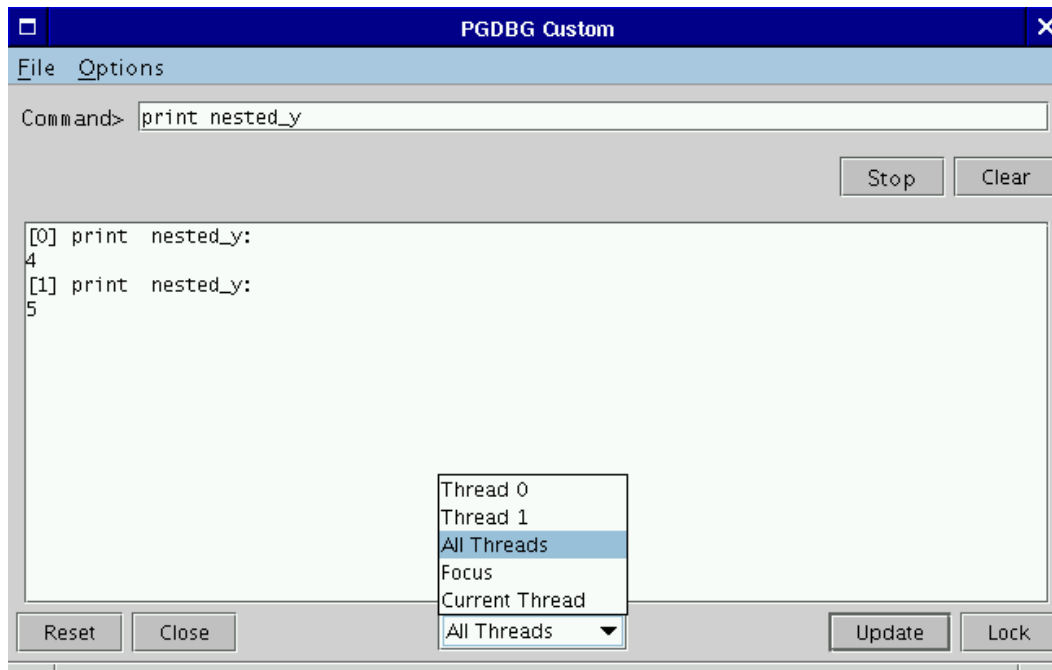 PGDBG Custom
File Options
Command> print nested_y
Stop Clear
[0] print nested_y:
4
[1] print nested_y:
5
Thread 0
Thread 1
All Threads
Focus
Current Thread
Reset Close All Threads Update Lock